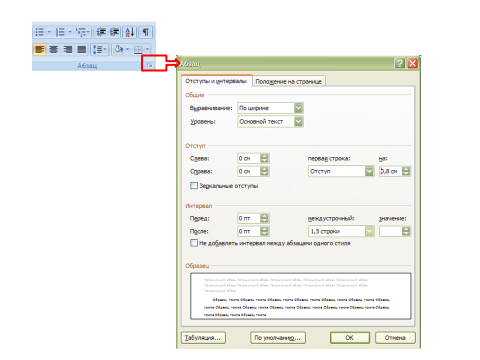 Абзац
Абзац
Отступы и интервалы Положение на странице
Общие
Выравнивание: По ширине
Уровень: Основной текст
Отступ
Слева: 0 см первая строка: на:
Справа: 0 см Отступ 0,8 см
Зеркальные отступы
Интервал
Перед: 0 пт междустрочный: значение:
После: 0 пт 1,5 строки
Не добавлять интервал между абзацами одного стиля
Образец
Табуляция... По умолчанию... ОК Отмена